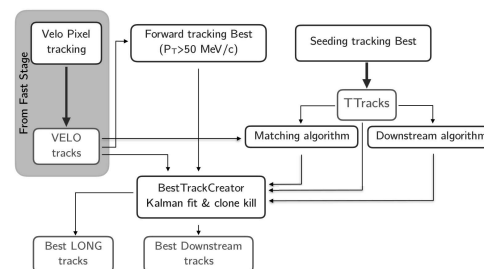 Velo Pixel
tracking
Forward tracking Best
(PT>50 MeV/c)
Seeding tracking Best
From Fast Stage
TTracks
VELO
tracks
Matching algorithm
Downstream algorithm
BestTrackCreator
Kalman fit & clone kill
Best LONG
tracks
Best Downstream
tracks